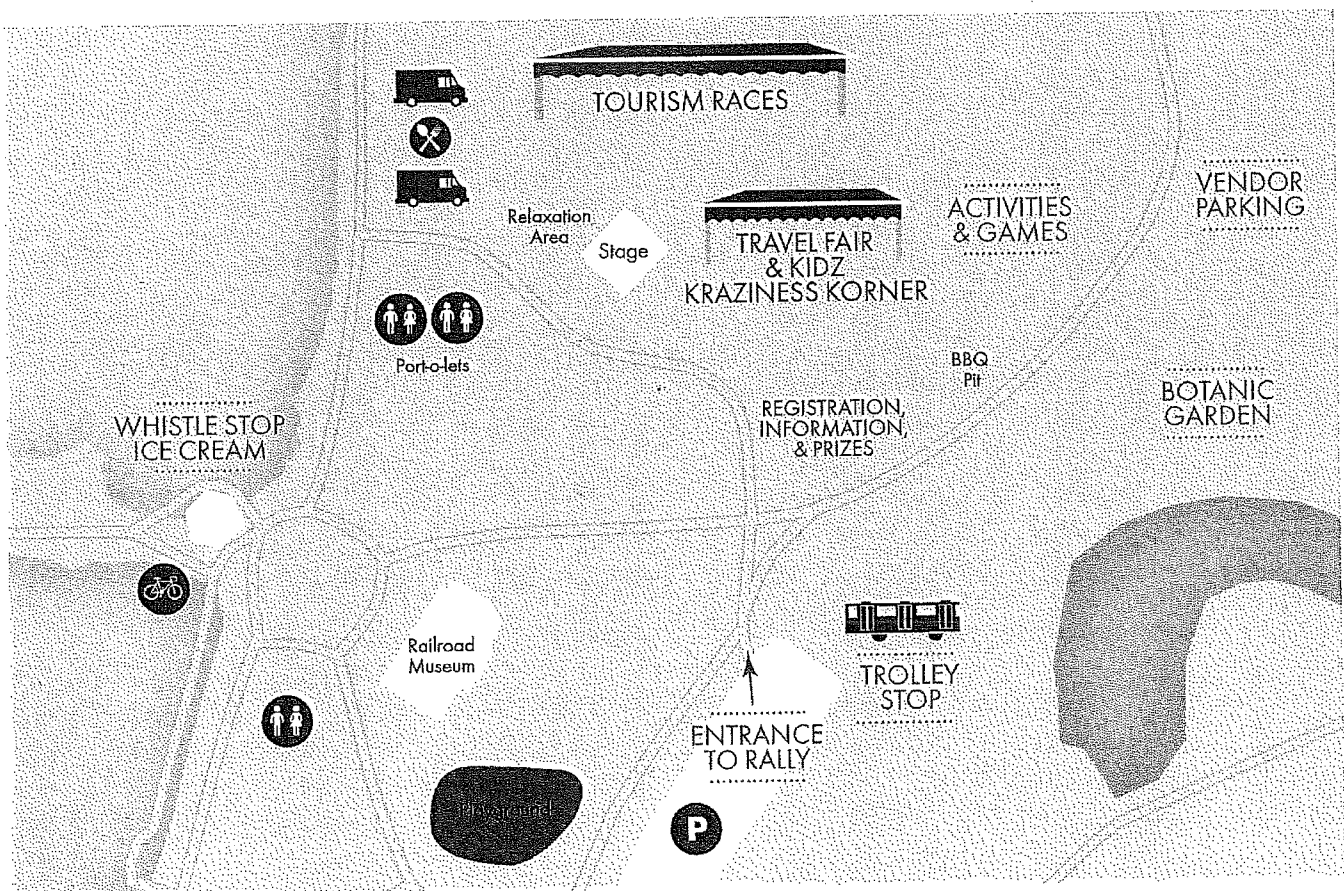 TOURISM RACES
Relaxation
Area
Stage
TRAVEL FAIR
& KIDZ
KRAZINESS KORNER
ACTIVITIES
& GAMES
VENDOR
PARKING
Port-o-lets
BBQ
Pit
REGISTRATION,
INFORMATION,
& PRIZES
BOTANIC
GARDEN
WHISTLE STOP
ICE CREAM
Railroad
Museum
TROLLEY
STOP
ENTRANCE
TO RALLY
Playground
P